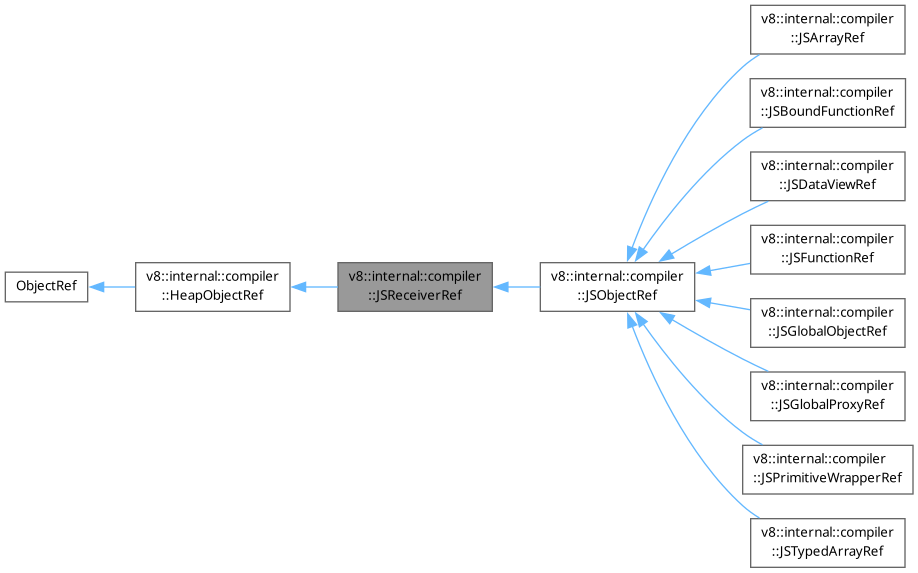 ObjectRef
v8::internal::compiler
::HeapObjectRef
v8::internal::compiler
::JSReceiverRef
v8::internal::compiler
::JSObjectRef
v8::internal::compiler
::JSArrayRef
v8::internal::compiler
::JSBoundFunctionRef
v8::internal::compiler
::JSDataViewRef
v8::internal::compiler
::JSFunctionRef
v8::internal::compiler
::JSGlobalObjectRef
v8::internal::compiler
::JSGlobalProxyRef
v8::internal::compiler
::JSPrimitiveWrapperRef
v8::internal::compiler
::JSTypedArrayRef